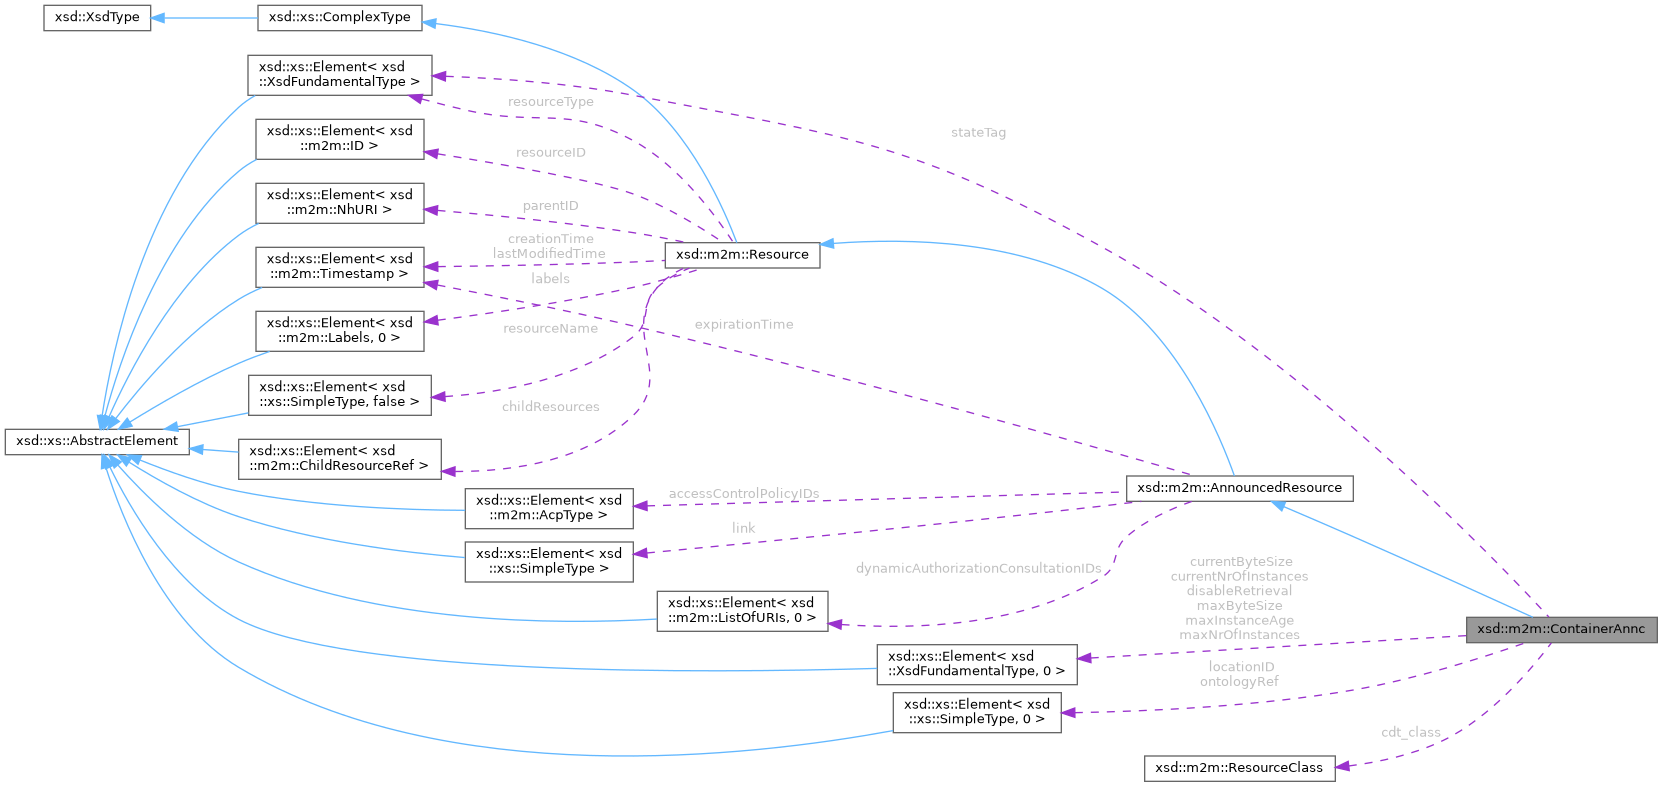 xsd::XsdType
xsd::xs::ComplexType
xsd::xs::Element< xsd
::XsdFundamentalType >
resourceType
stateTag
xsd::xs::Element< xsd
::m2m::ID >
resourceID
xsd::xs::Element< xsd
::m2m::NhURI >
parentID
creationTime
lastModifiedTime
xsd::m2m::Resource
xsd::xs::Element< xsd
::m2m::Timestamp >
labels
xsd::xs::Element< xsd
::m2m::Labels, 0 >
resourceName
expirationTime
xsd::xs::Element< xsd
::xs::SimpleType, false >
childResources
xsd::xs::AbstractElement
xsd::xs::Element< xsd
::m2m::ChildResourceRef >
xsd::xs::Element< xsd
::m2m::AcpType >
accessControlPolicyIDs
xsd::m2m::AnnouncedResource
link
xsd::xs::Element< xsd
::xs::SimpleType >
dynamicAuthorizationConsultationIDs
currentByteSize
currentNrOfInstances
disableRetrieval
maxByteSize
maxInstanceAge
maxNrOfInstances
xsd::xs::Element< xsd
::m2m::ListOfURIs, 0 >
xsd::m2m::ContainerAnnc
xsd::xs::Element< xsd
::XsdFundamentalType, 0 >
locationID
ontologyRef
xsd::xs::Element< xsd
::xs::SimpleType, 0 >
cdt_class
xsd::m2m::ResourceClass